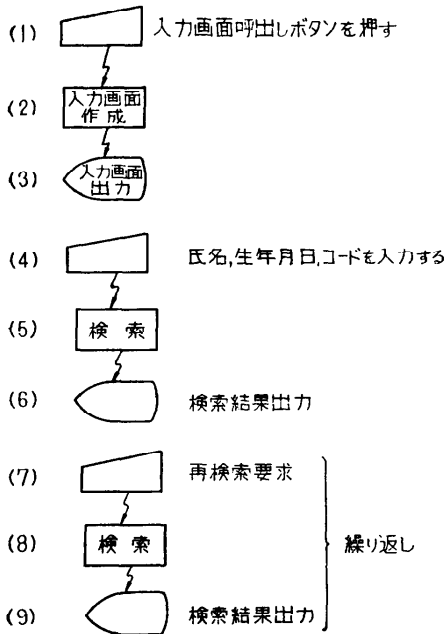 (1) 入力画面呼出しボタンを押す
(2) 入力画面
作成
(3) 入力画面
出力
(4) 氏名,生年月日,コードを入力する
(5) 検索
(6) 検索結果出力
(7) 再検索要求
(8) 検索 繰り返し
(9) 検索結果出力